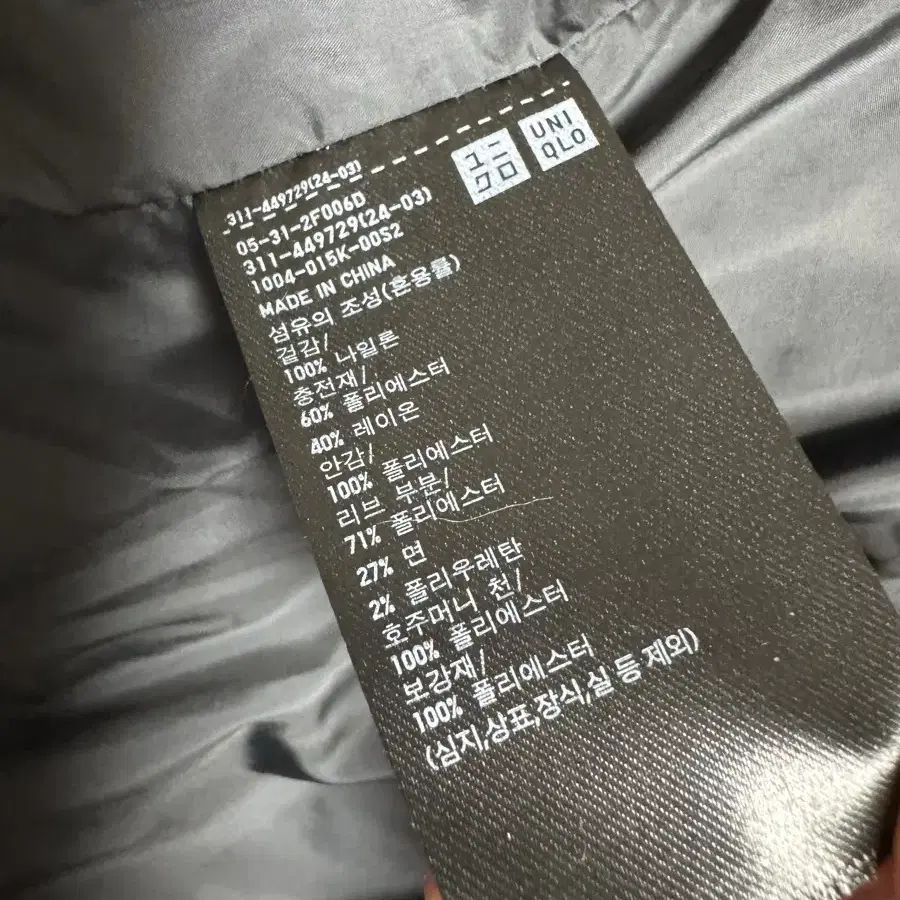 ユニ
クロ
UNI
QLO
311-449729(24-03)
05-31-2F006D
311-449729(24-03)
1004-015K-00S2
MADE IN CHINA
섬유의 조성(혼용률)
겉감/
100% 나일론
충전재/
60% 폴리에스터
40% 레이온
안감/
100% 폴리에스터
리브 부분/
71% 폴리에스터
27% 면
2% 폴리우레탄
호주머니 천/
100% 폴리에스터
보강재/
100% 폴리에스터
(심지,상표,장식,실 등 제외)